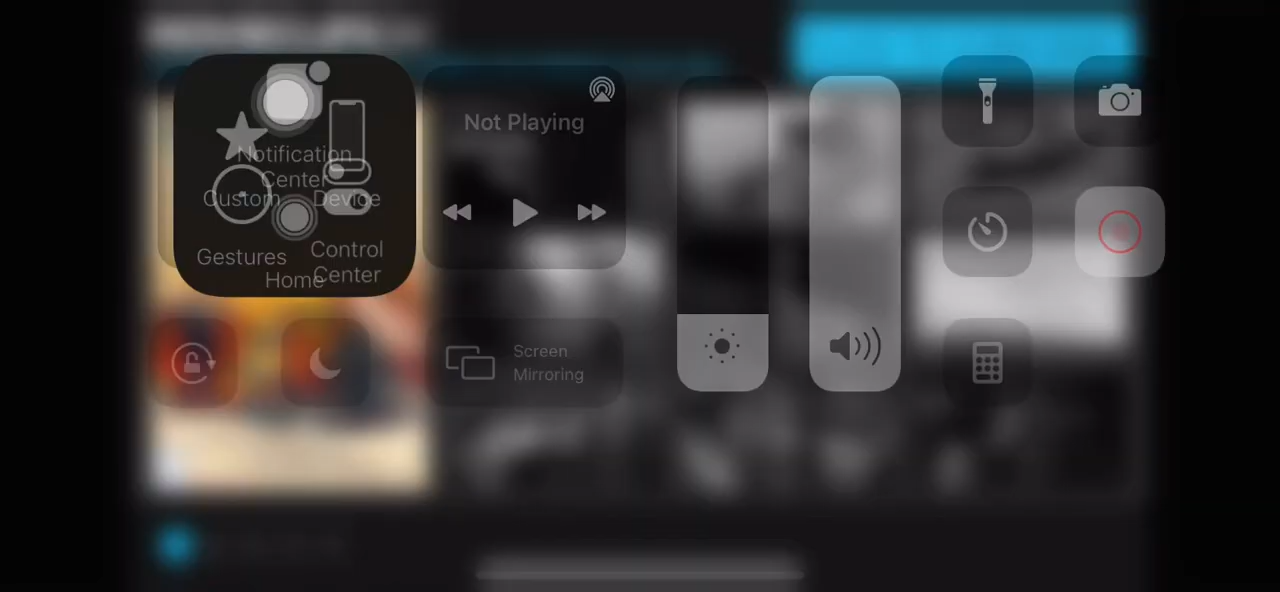 Notification
Center
Custom
Device
Gestures
Control
Center
Home
Not Playing
Screen
Mirroring